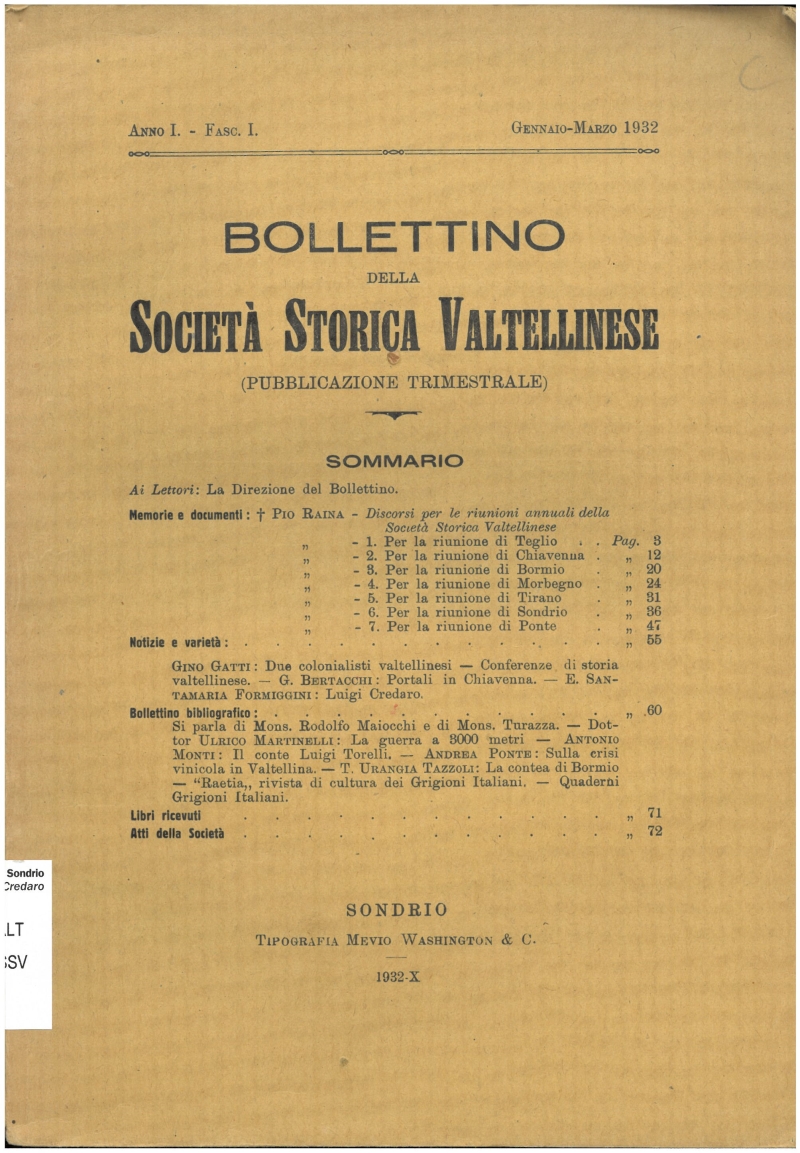 ANNO I. - FASC. I.
GENNAIO-MARZO 1932
BOLLETTINO
DELLA
SOCIETÀ STORICA VALTELLINESE
(PUBBLICAZIONE TRIMESTRALE)
SOMMARIO
Ai Lettori: La Direzione del Bollettino.
Memorie e documenti: † PIO RAINA - Discorsi per le riunioni annuali della
Società Storica Valtellinese
„ - 1. Per la riunione di Teglio . . Pag. 3
„ - 2. Per la riunione di Chiavenna . „ 12
„ - 3. Per la riunione di Bormio . „ 20
„ - 4. Per la riunione di Morbegno . „ 24
„ - 5. Per la riunione di Tirano . „ 31
„ - 6. Per la riunione di Sondrio . „ 36
„ - 7. Per la riunione di Ponte . „ 47
Notizie e varietà: . . . . . . . . . . . „ 55
GINO GATTI: Due colonialisti valtellinesi — Conferenze di storia
valtellinese. — G. BERTACCHI: Portali in Chiavenna. — E. SAN-
TAMARIA FORMIGGINI: Luigi Credaro.
Bollettino bibliografico: . . . . . . . . . . „ 60
Si parla di Mons. Rodolfo Maiocchi e di Mons. Turazza. — Dot-
tor ULRICO MARTINELLI: La guerra a 3000 metri — ANTONIO
MONTI: Il conte Luigi Torelli. — ANDREA PONTE: Sulla crisi
vinicola in Valtellina. — T. URANGIA TAZZOLI: La contea di Bormio
— "Raetia,, rivista di cultura dei Grigioni Italiani. — Quaderni
Grigioni Italiani.
Libri ricevuti . . . . . . . . . . . „ 71
Atti della Società . . . . . . . . . . . „ 72
Sondrio
Credaro
LT
SSV
SONDRIO
TIPOGRAFIA MEVIO WASHINGTON & C.
1932-X